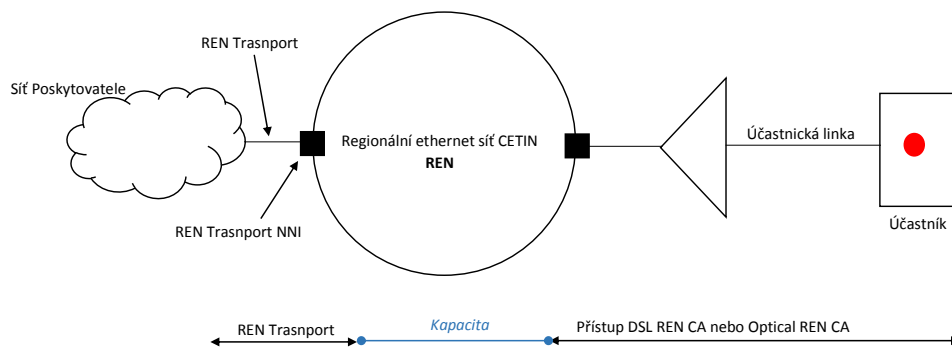 REN Trasnport
Síť Poskytovatele
Regionální ethernet síť CETIN
REN
Účastnická linka
REN Trasnport NNI
Účastník
REN Trasnport
Kapacita
Přístup DSL REN CA nebo Optical REN CA